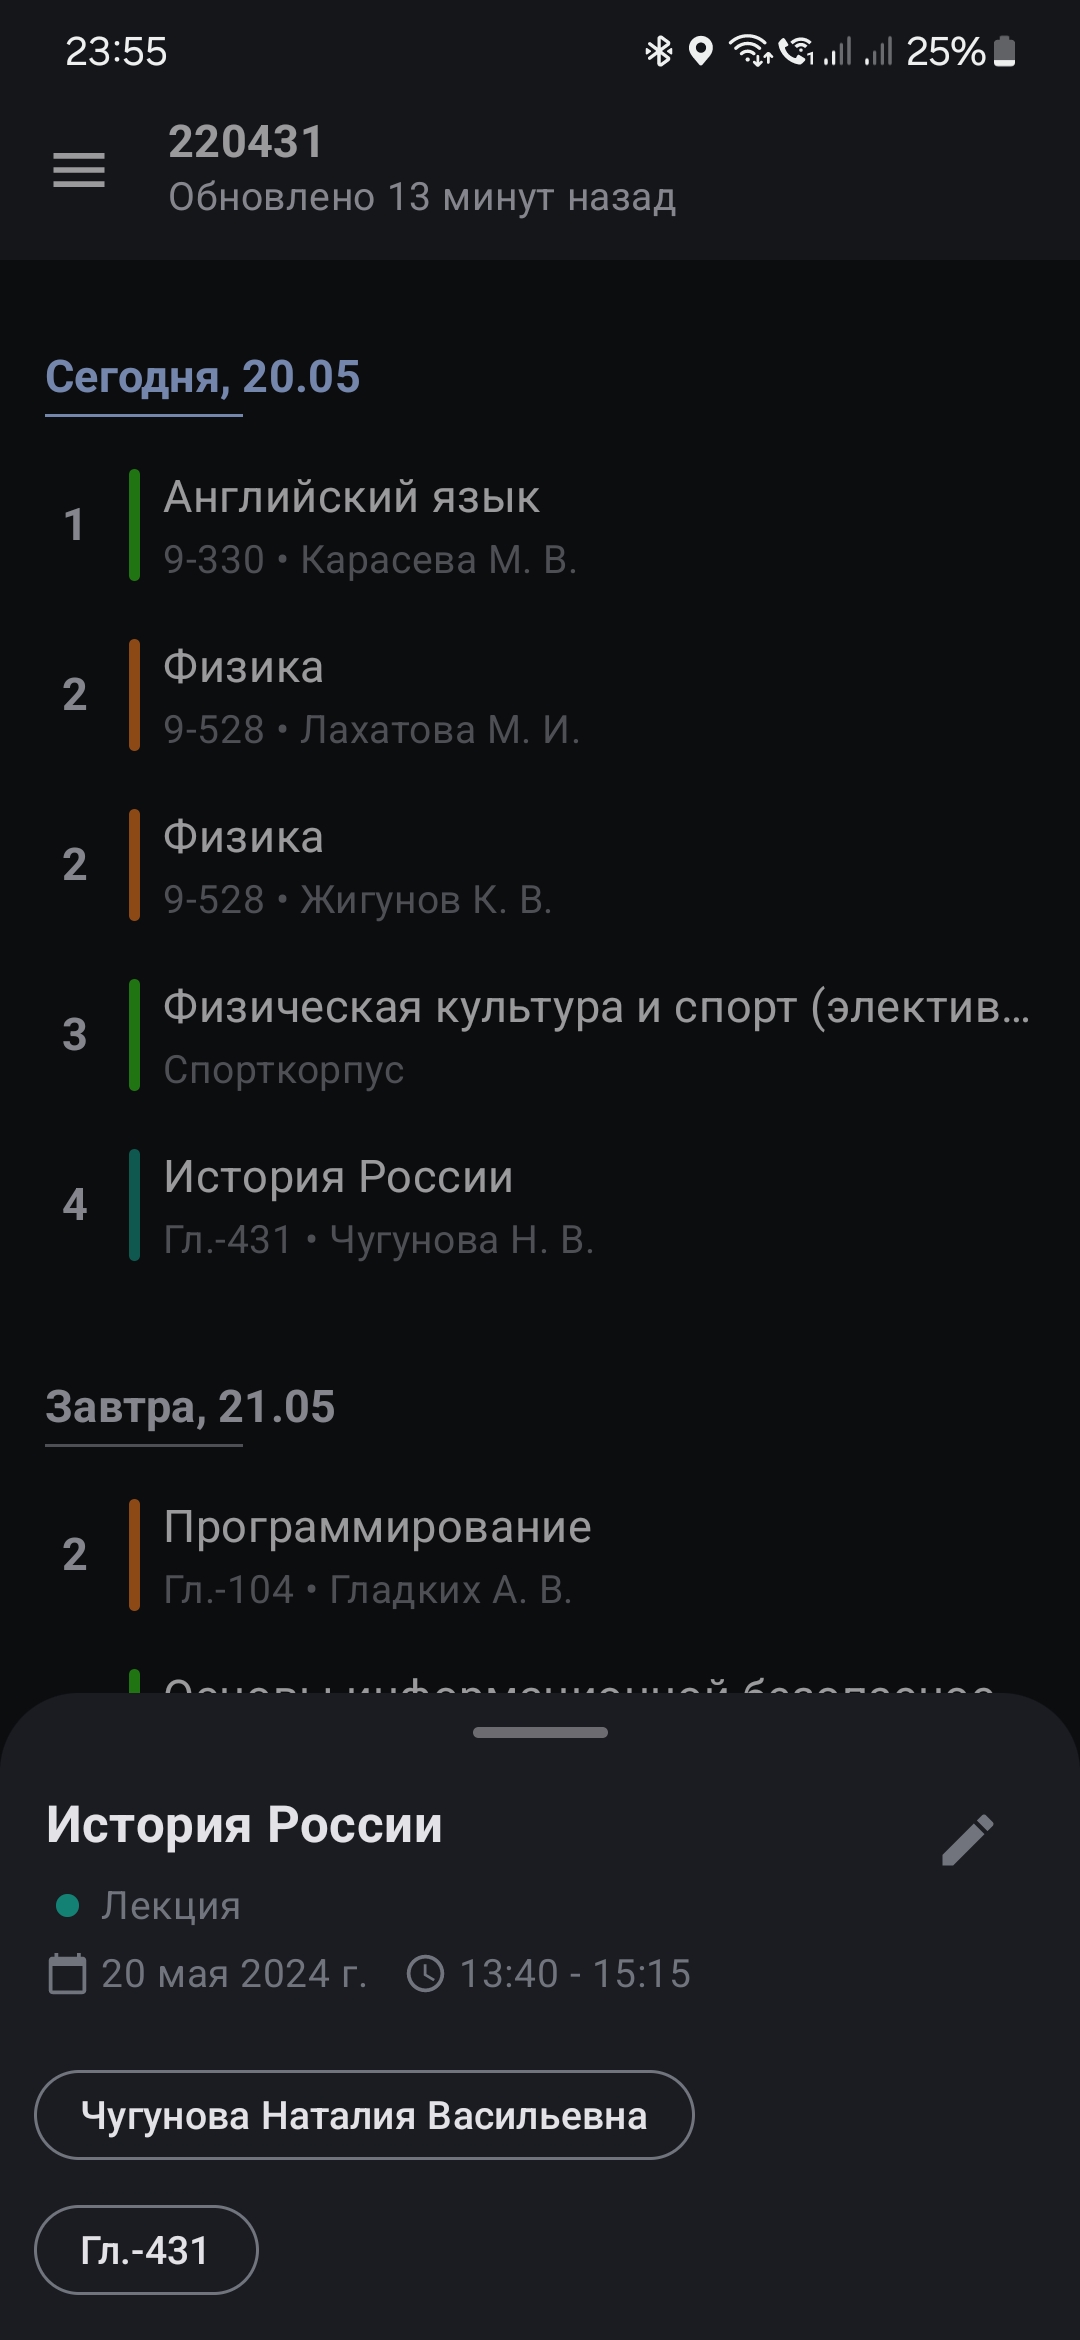 23:55
1
25%
220431
Обновлено 13 минут назад
Сегодня, 20.05
1
Английский язык
9-330 • Карасева М. В.
2
Физика
9-528 • Лахатова М. И.
2
Физика
9-528 • Жигунов К. В.
3
Физическая культура и спорт (электив...
Спорткорпус
4
История России
Гл.-431 • Чугунова Н. В.
Завтра, 21.05
2
Программирование
Гл.-104 • Гладких А. В.
Основы информационной
История России
Лекция
20 мая 2024 г.
13:40 - 15:15
Чугунова Наталия Васильевна
Гл.-431